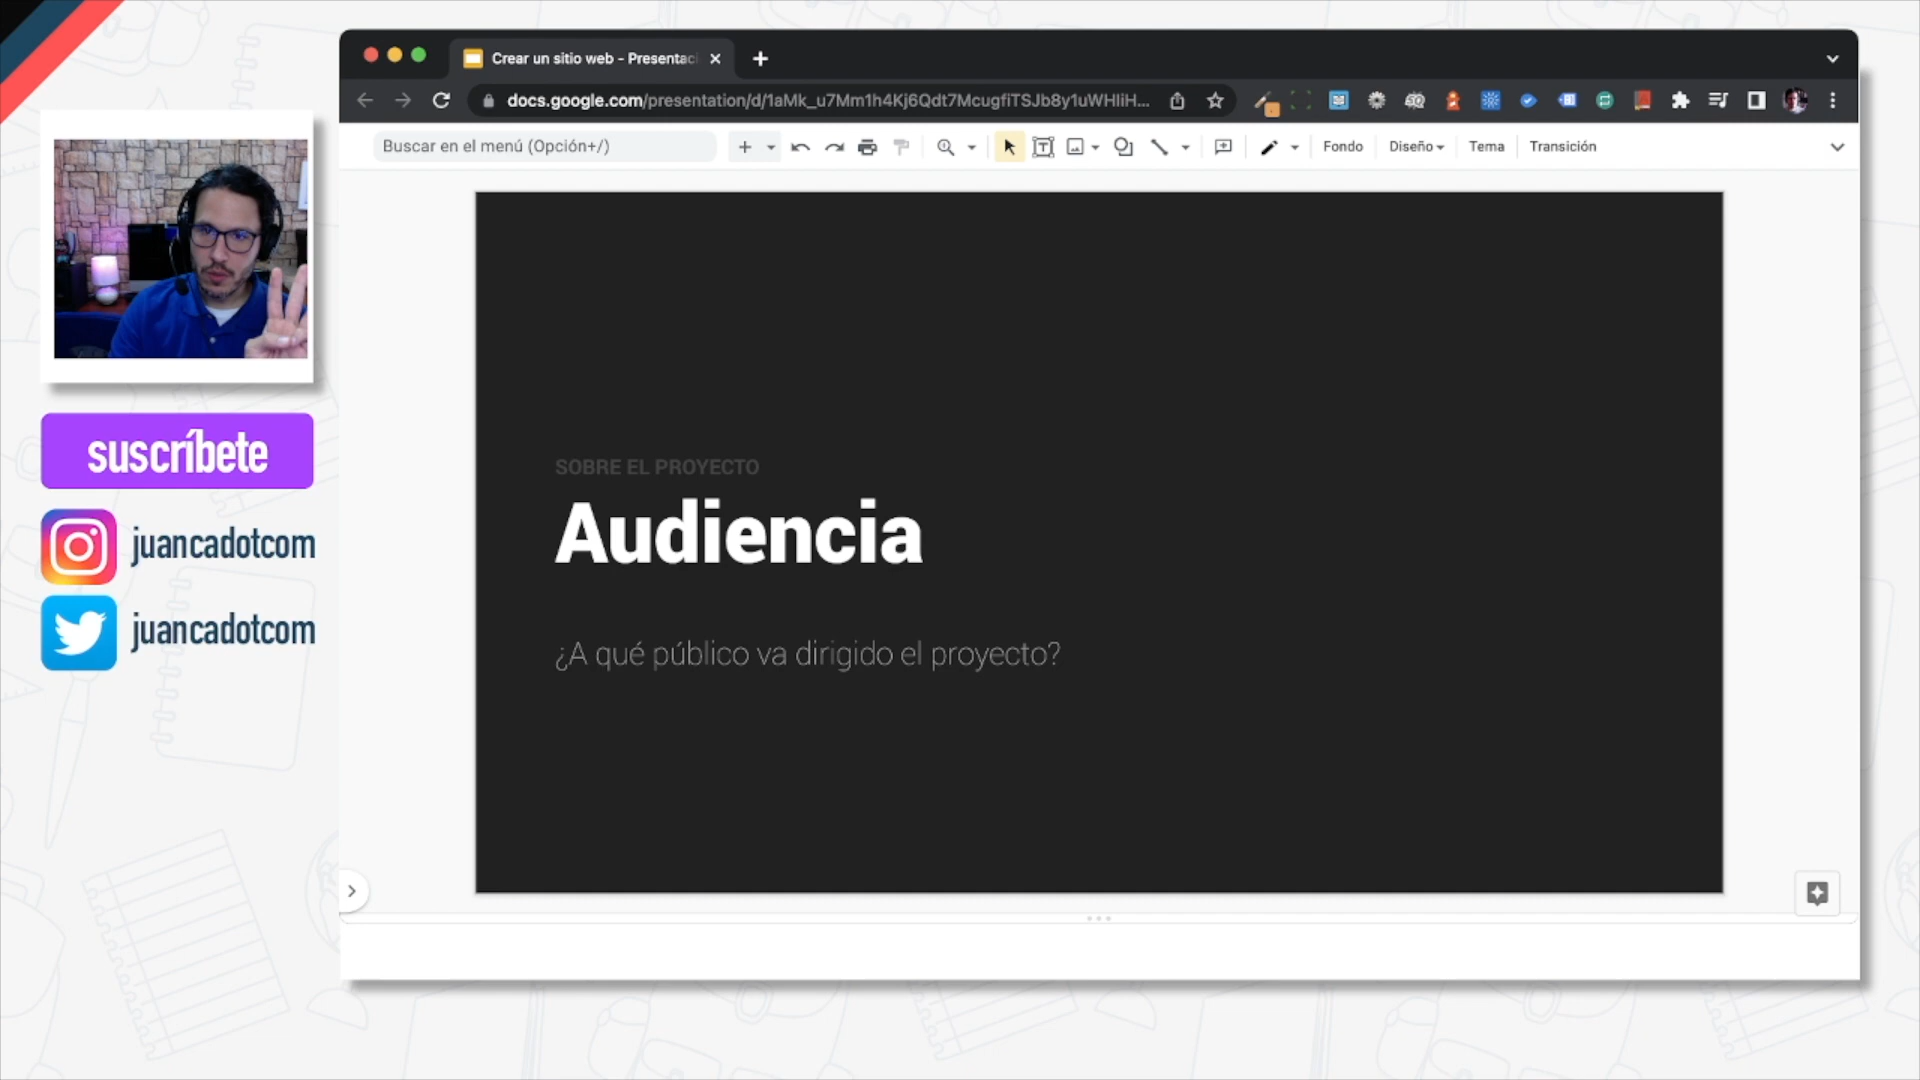 Crear un sitio web - Presentaci
docs.google.com/presentation/d/1aMk_u7Mm1h4Kj6Qdt7McugfiTSJb8y1uWHIiH...
Buscar en el menú (Opción+/)
Fondo
Diseño
Tema
Transición
suscríbete
juancadotcom
juancadotcom
SOBRE EL PROYECTO
Audiencia
¿A qué público va dirigido el proyecto?